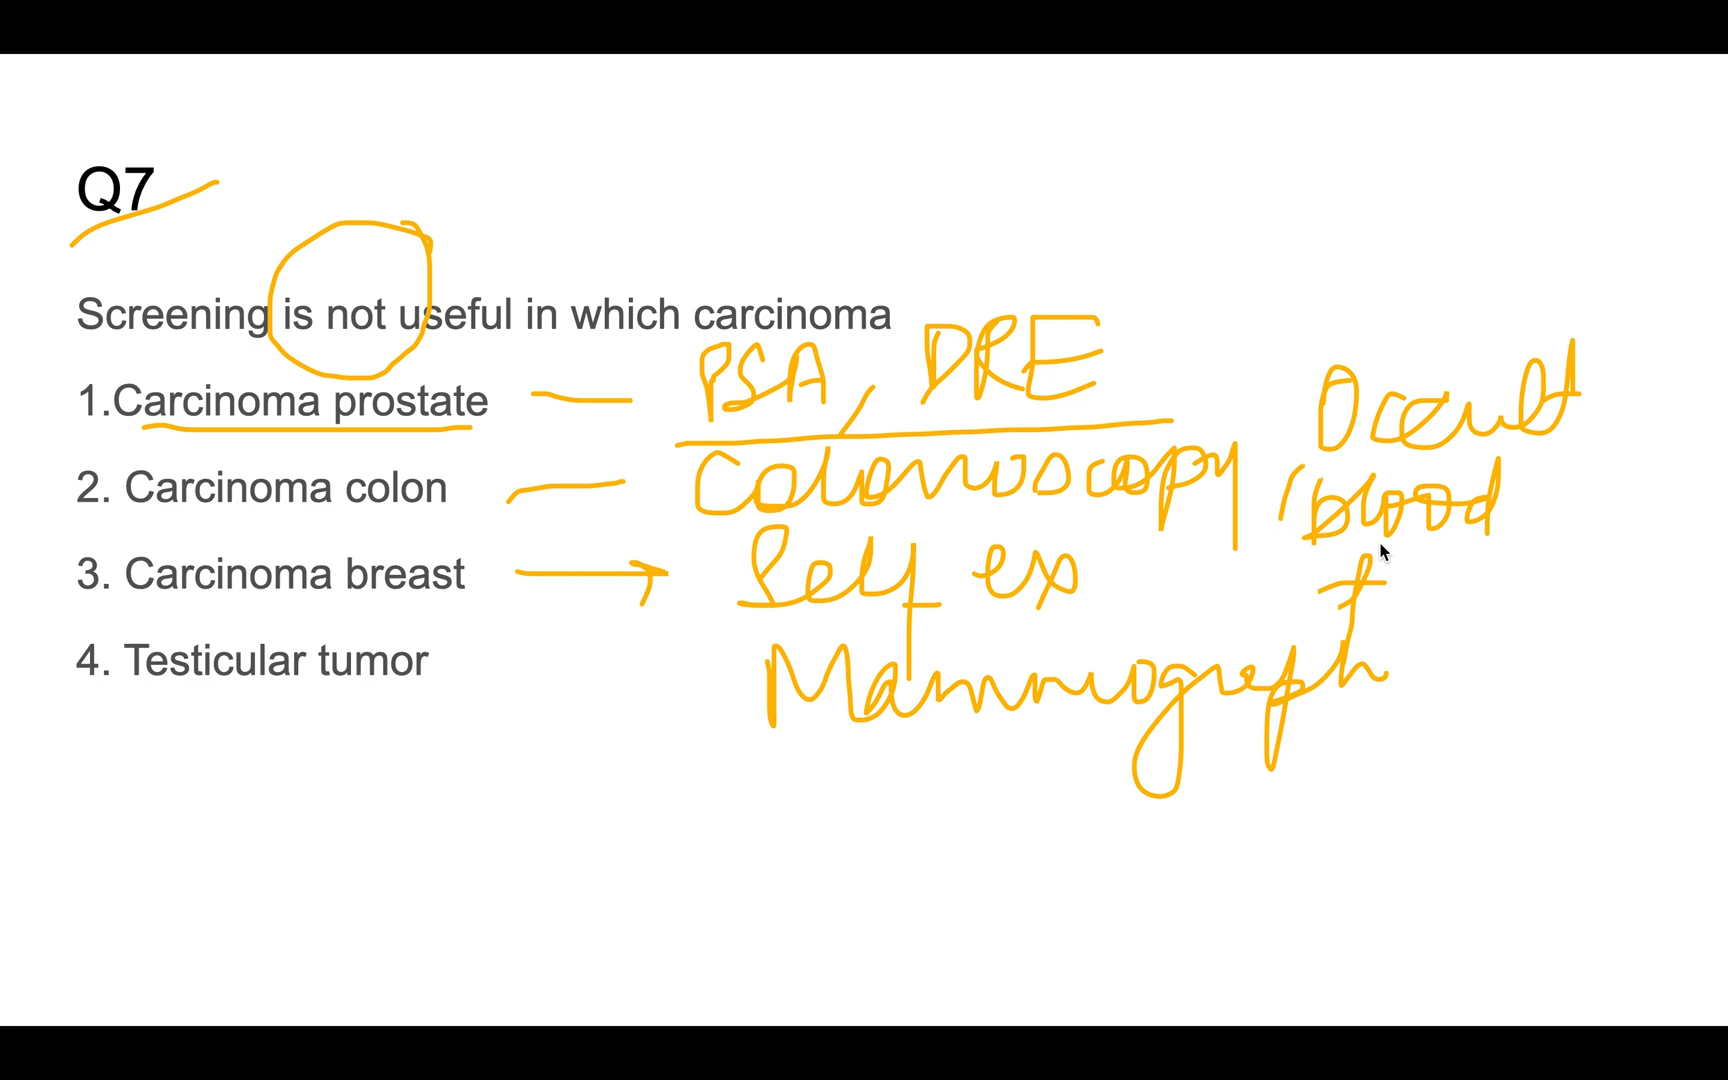 Q7
Screening is not useful in which carcinoma
1.Carcinoma prostate
PSA, DRE
2. Carcinoma colon
Colonoscopy
Occult
blood
3. Carcinoma breast
Self ex
4. Testicular tumor
Mammograph